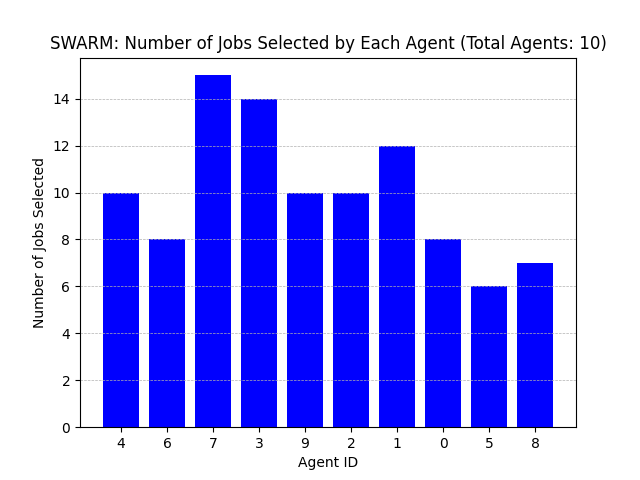 SWARM: Number of Jobs Selected by Each Agent (Total Agents: 10)
Number of Jobs Selected
14
12
10
8
6
4
2
0
4 6 7 3 9 2 1 0 5 8
Agent ID